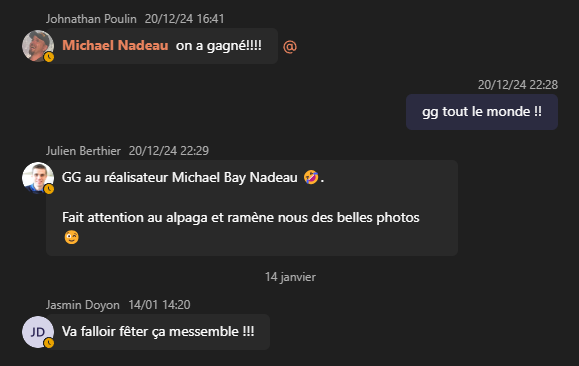 Johnathan Poulin 20/12/24 16:41
Michael Nadeau on a gagné!!!! @
20/12/24 22:28
gg tout le monde !!
Julien Berthier 20/12/24 22:29
GG au réalisateur Michael Bay Nadeau 🤣.
Fait attention au alpaga et ramène nous des belles photos
😉
14 janvier
Jasmin Doyon 14/01 14:20
JD Va falloir fêter ça messemble !!!